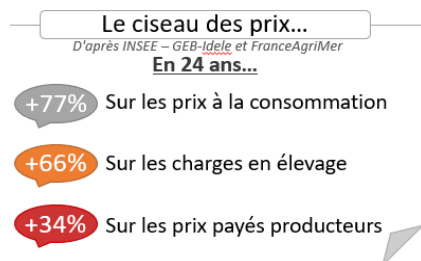 Le ciseau des prix...
D'après INSEE – GEB-Idele et FranceAgriMer
En 24 ans...
+77% Sur les prix à la consommation
+66% Sur les charges en élevage
+34% Sur les prix payés producteurs